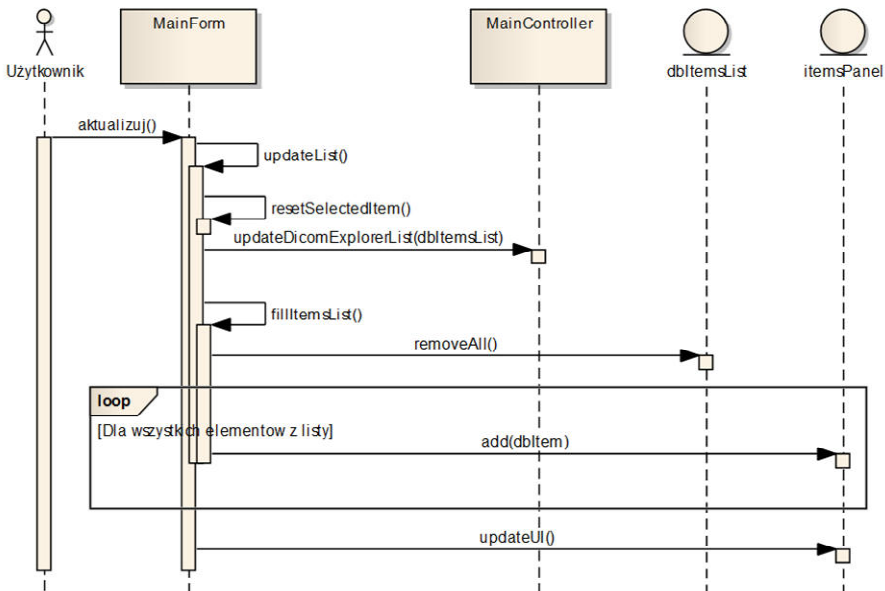 MainForm
MainController
Użytkownik
dbItemsList
itemsPanel
aktualizuj()
updateList()
resetSelectedItem()
updateDicomExplorerList(dbItemsList)
fillItemsList()
removeAll()
loop
[Dla wszystkich elementow z listy]
add(dbItem)
updateUI()